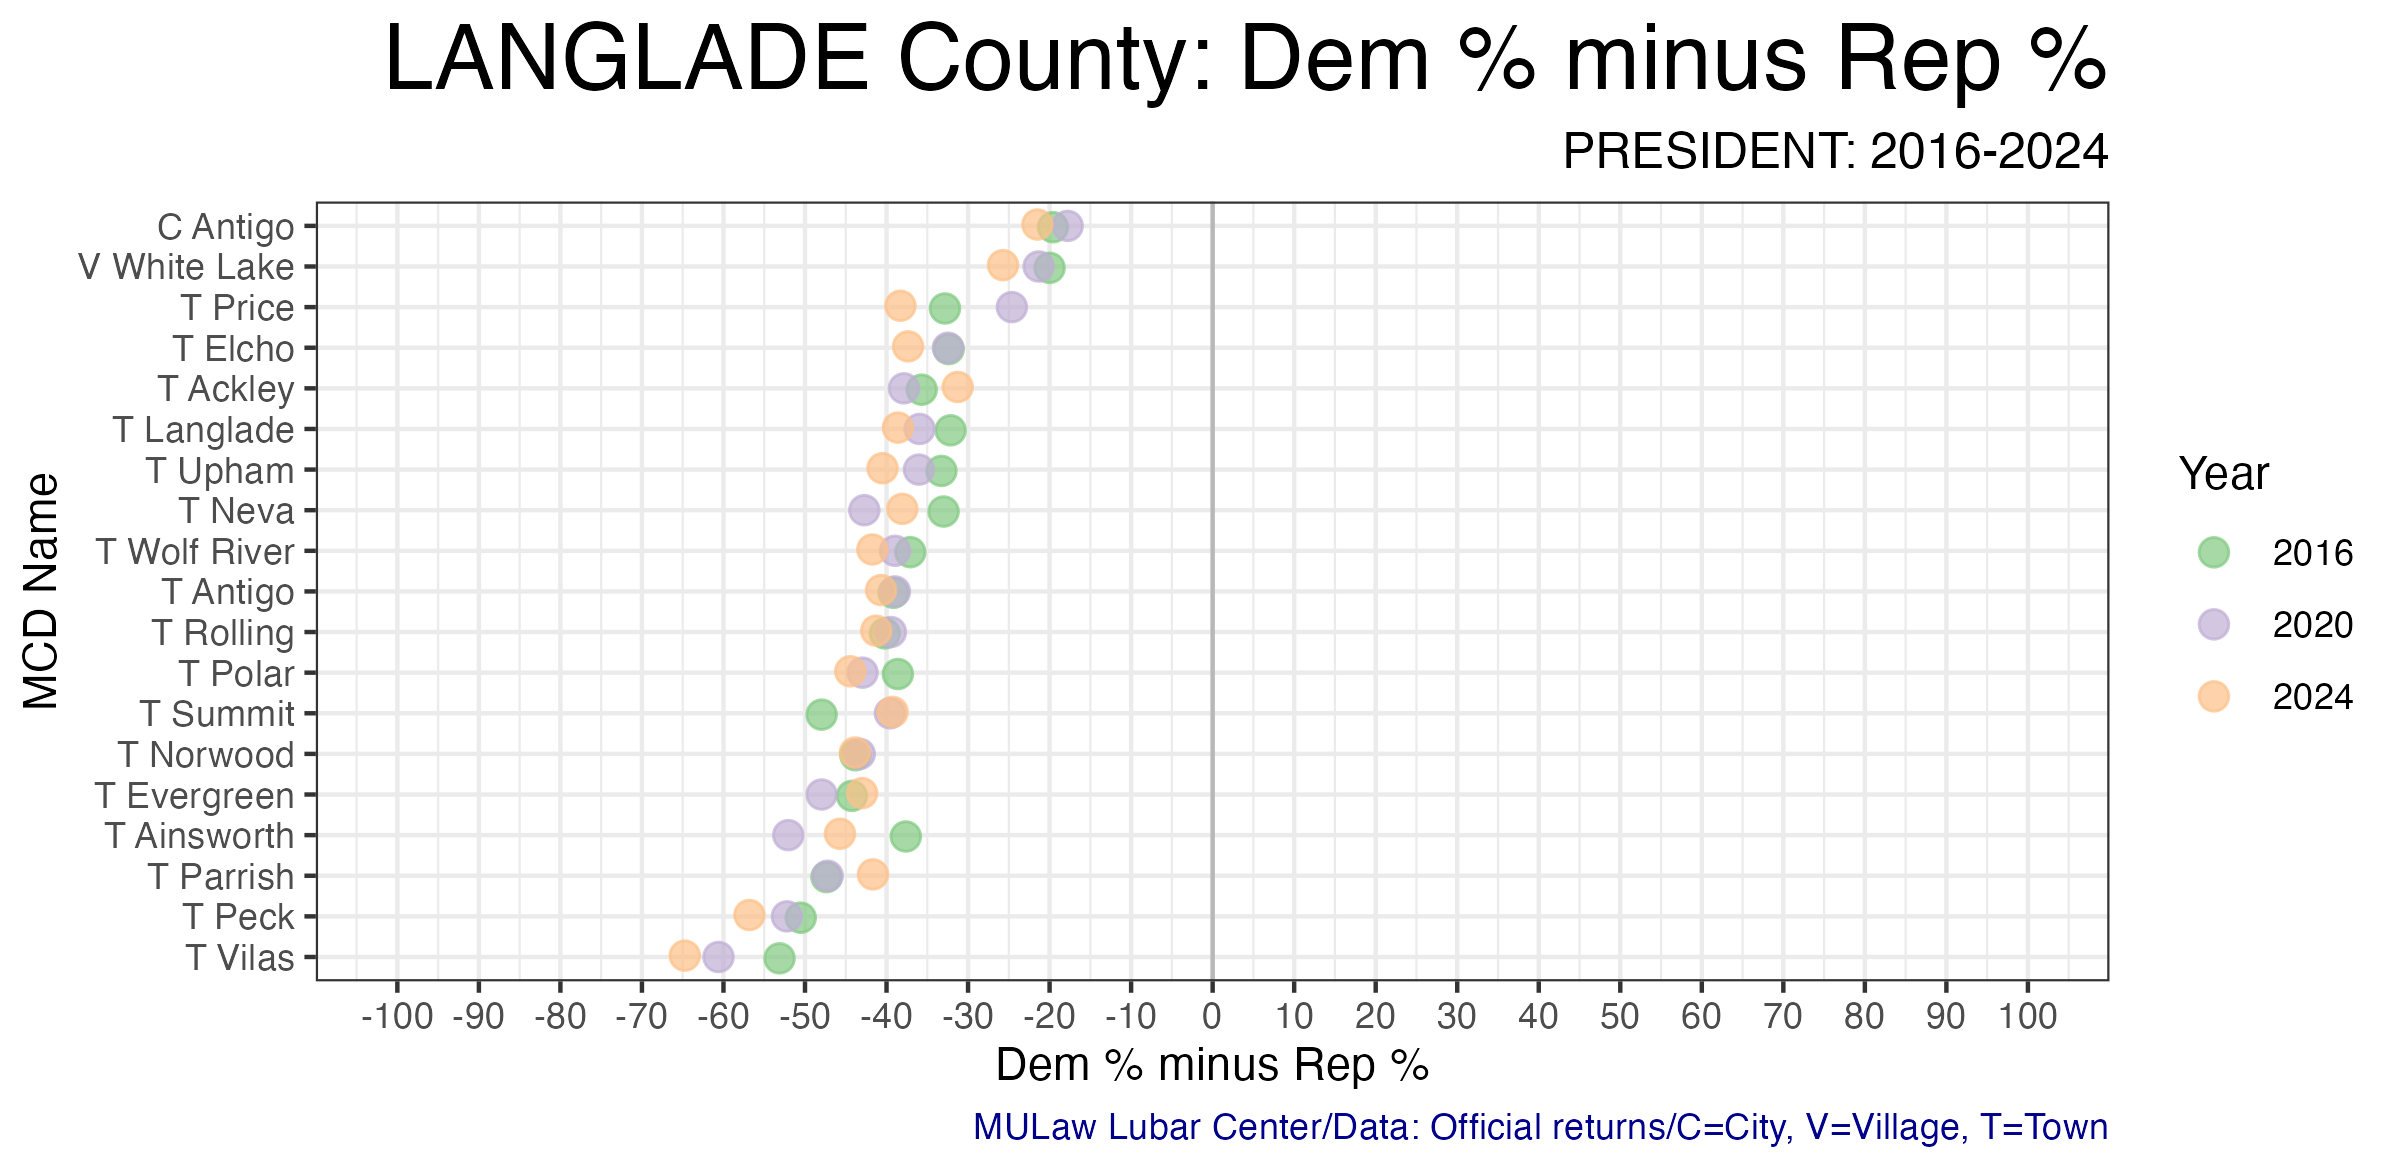 LANGLADE County: Dem % minus Rep %
PRESIDENT: 2016-2024
MCD Name
C Antigo
V White Lake
T Price
T Elcho
T Ackley
T Langlade
T Upham
T Neva
T Wolf River
T Antigo
T Rolling
T Polar
T Summit
T Norwood
T Evergreen
T Ainsworth
T Parrish
T Peck
T Vilas
-100 -90 -80 -70 -60 -50 -40 -30 -20 -10 0 10 20 30 40 50 60 70 80 90 100
Dem % minus Rep %
Year
2016
2020
2024
MULaw Lubar Center/Data: Official returns/C=City, V=Village, T=Town